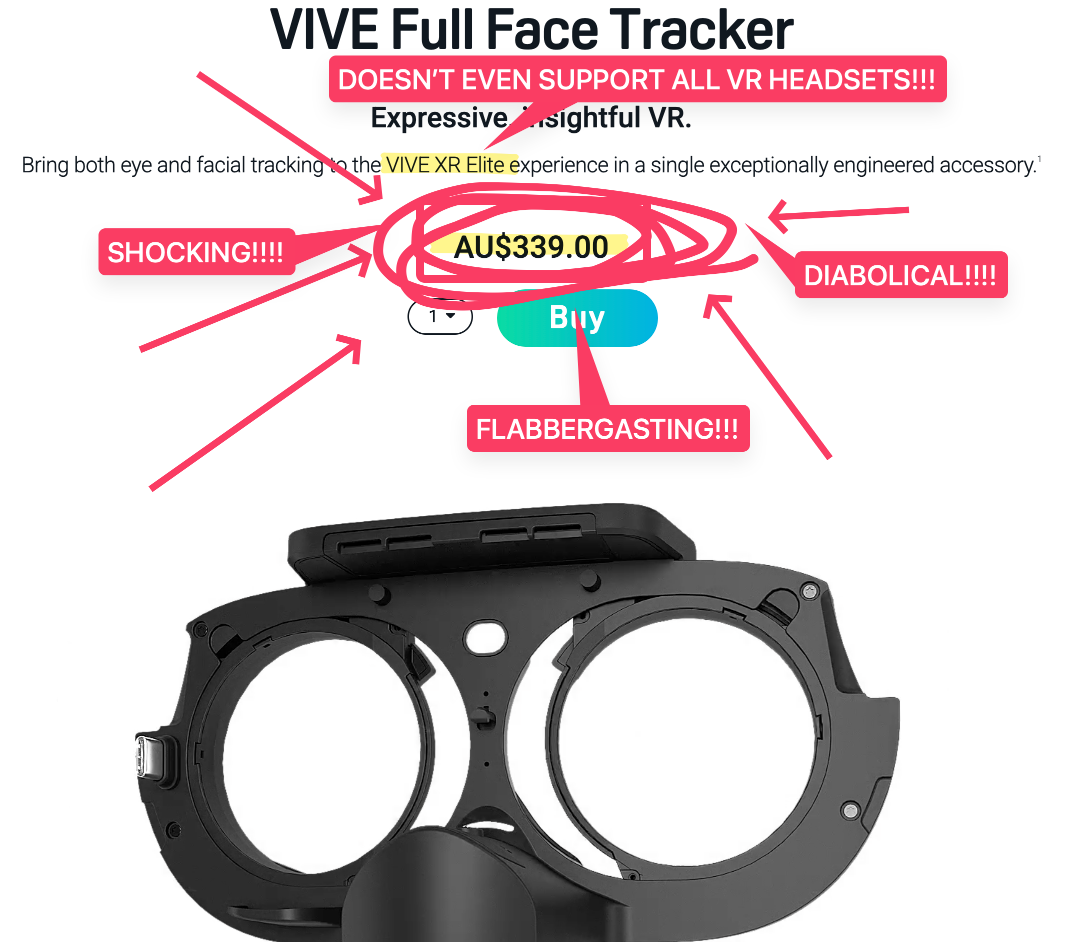 VIVE Full Face Tracker
DOESN'T EVEN SUPPORT ALL VR HEADSETS!!!
Expressive, insightful VR.
Bring both eye and facial tracking to the VIVE XR Elite experience in a single exceptionally engineered accessory.¹
SHOCKING!!!!
AU$339.00
DIABOLICAL!!!!
1
Buy
FLABBERGASTING!!!